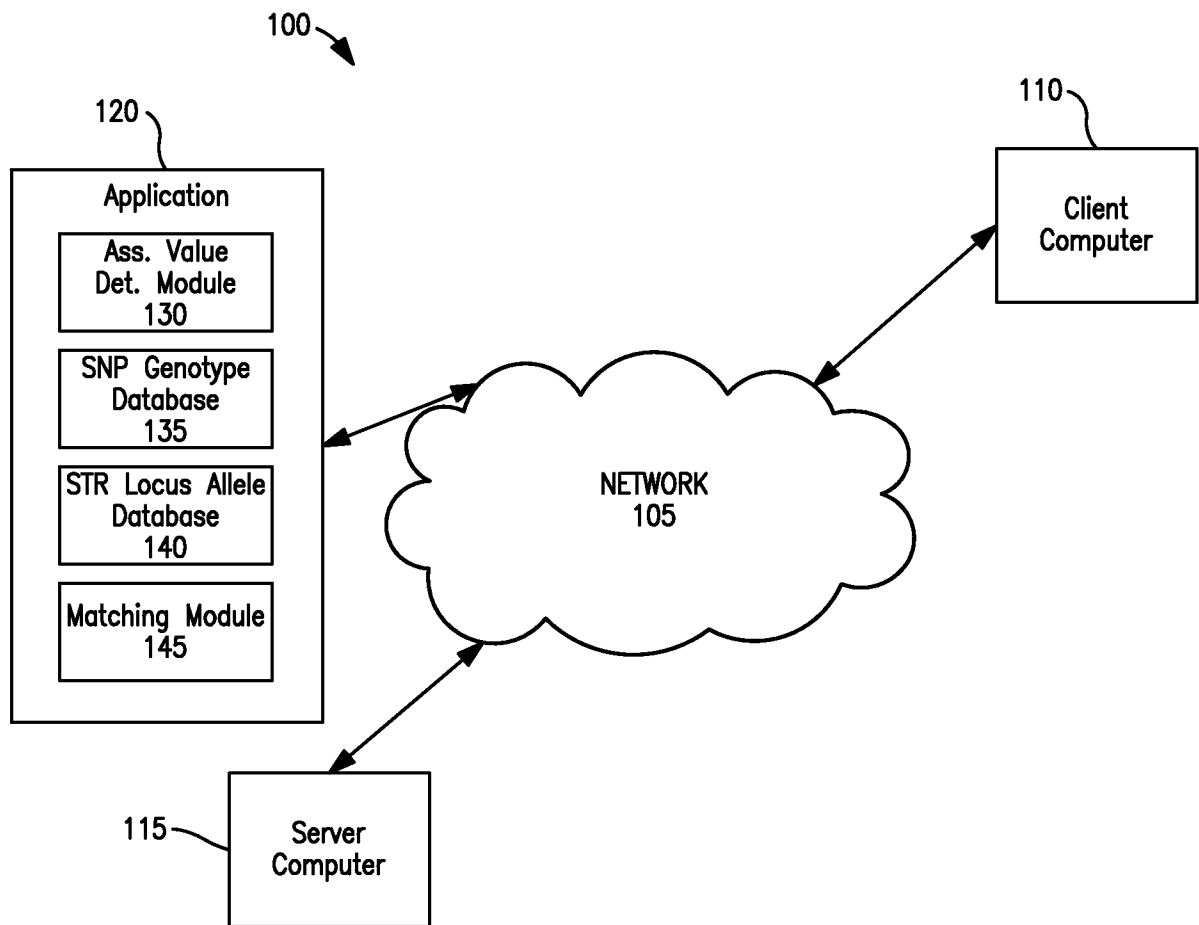 100
120
Application
Ass. Value
Det. Module
130
SNP Genotype
Database
135
STR Locus Allele
Database
140
Matching Module
145
110
Client
Computer
NETWORK
105
115
Server
Computer